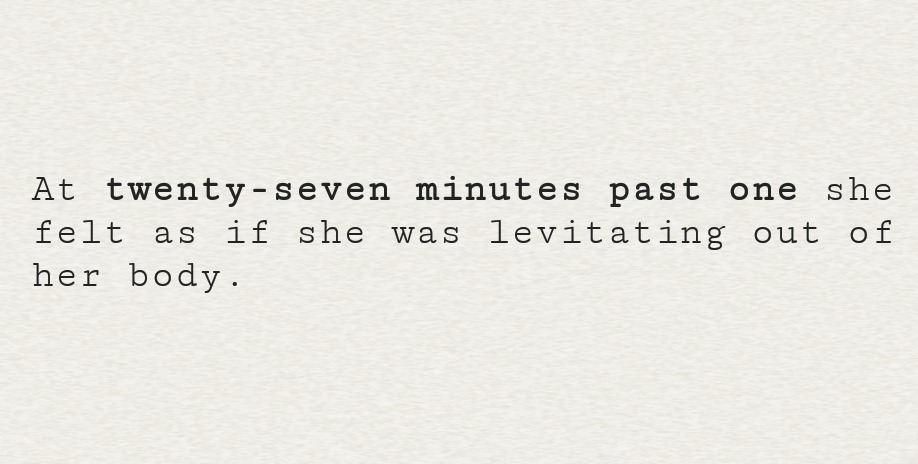 At twenty-seven minutes past one she
felt as if she was levitating out of
her body.